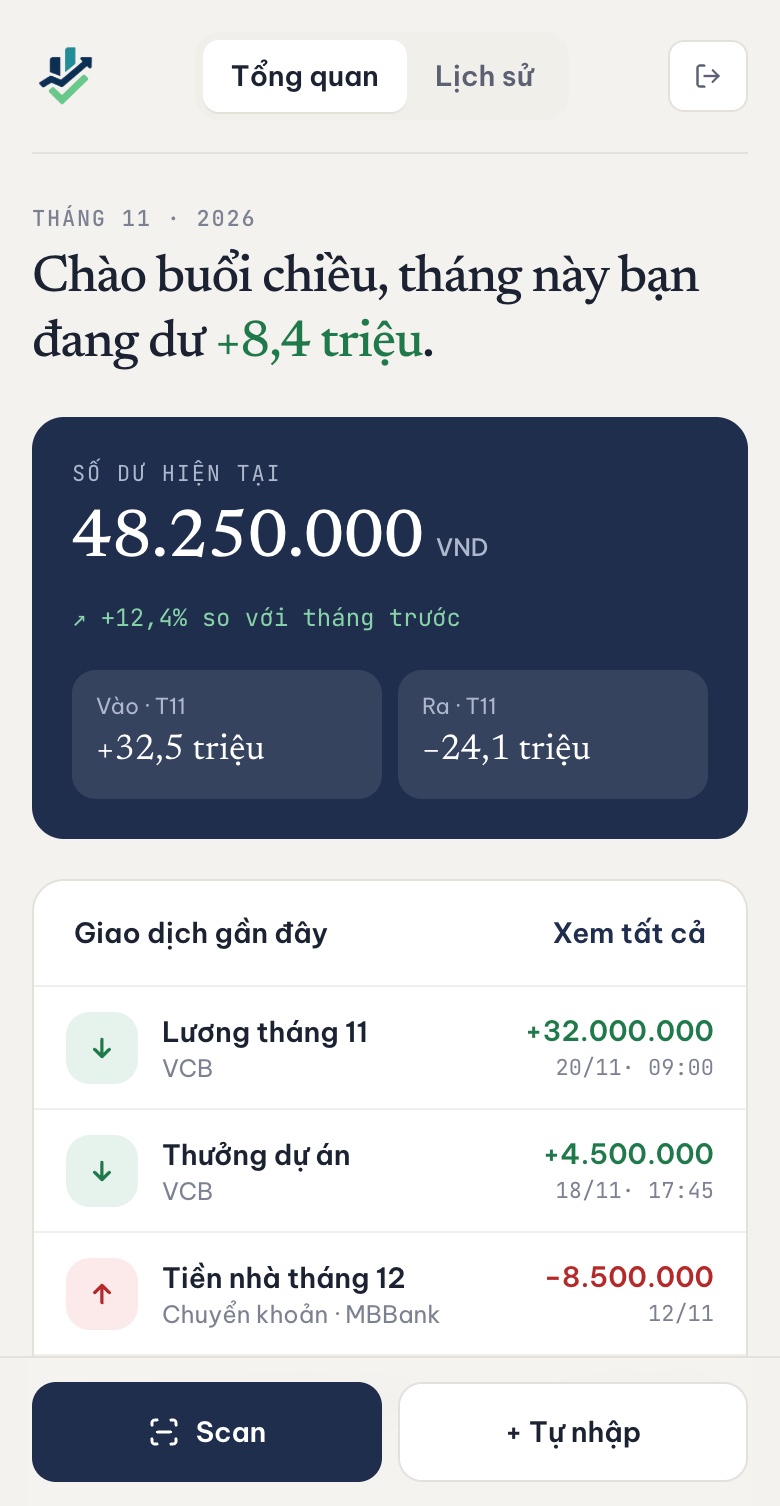 Tổng quan
Lịch sử
THÁNG 11 · 2026
Chào buổi chiều, tháng này bạn
đang dư +8,4 triệu.
SỐ DƯ HIỆN TẠI
48.250.000 VND
↗ +12,4% so với tháng trước
Vào · T11
+32,5 triệu
Ra · T11
−24,1 triệu
Giao dịch gần đây
Xem tất cả
Lương tháng 11
+32.000.000
VCB
20/11· 09:00
Thưởng dự án
+4.500.000
VCB
18/11· 17:45
Tiền nhà tháng 12
−8.500.000
Chuyển khoản · MBBank
12/11
Scan
+ Tự nhập